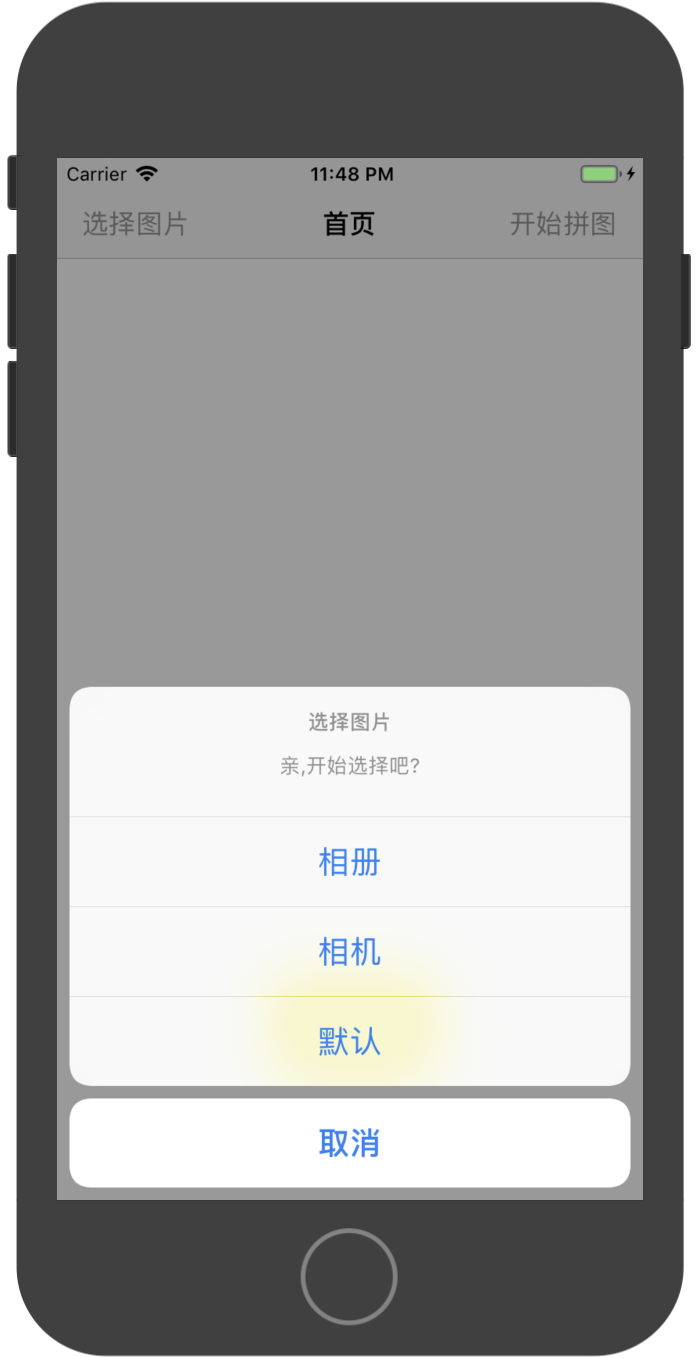 Carrier 11:48 PM
选择图片 首页 开始拼图
选择图片
亲,开始选择吧?
相册
相机
默认
取消